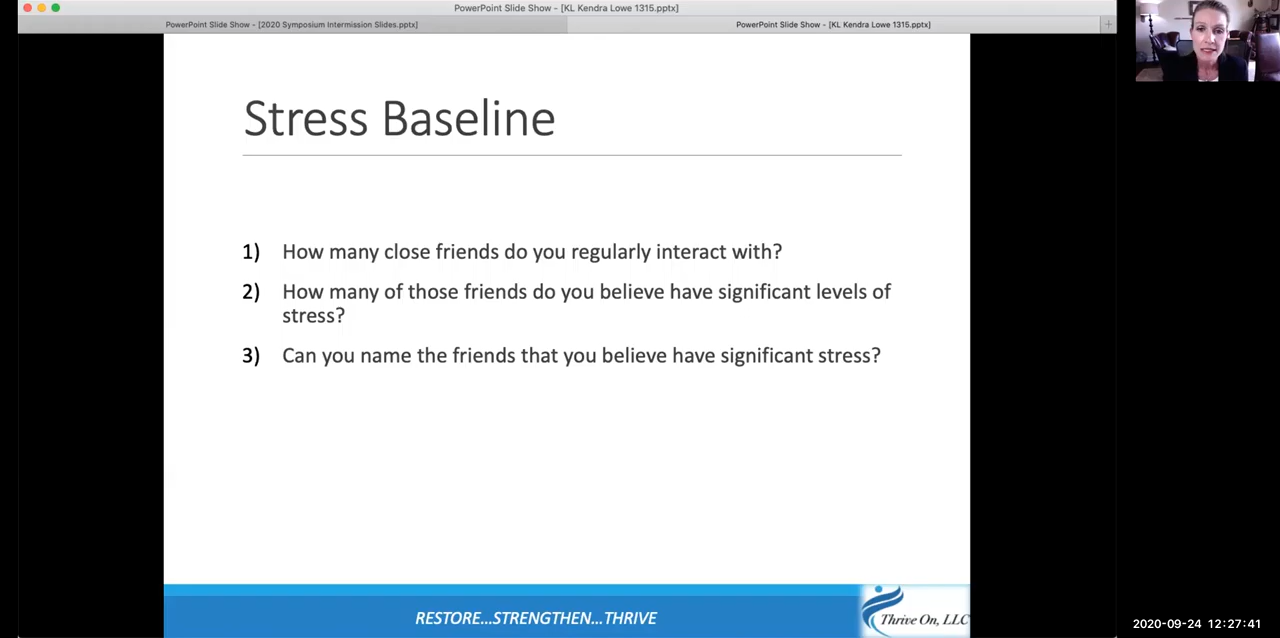 PowerPoint Slide Show - [KL Kendra Lowe 1315.pptx]
PowerPoint Slide Show - [2020 Symposium Intermission Slides.pptx]
PowerPoint Slide Show - [KL Kendra Lowe 1315.pptx]
Stress Baseline
1) How many close friends do you regularly interact with?
2) How many of those friends do you believe have significant levels of
stress?
3) Can you name the friends that you believe have significant stress?
RESTORE...STRENGTHEN...THRIVE
Thrive On, LLC
2020-09-24 12:27:41